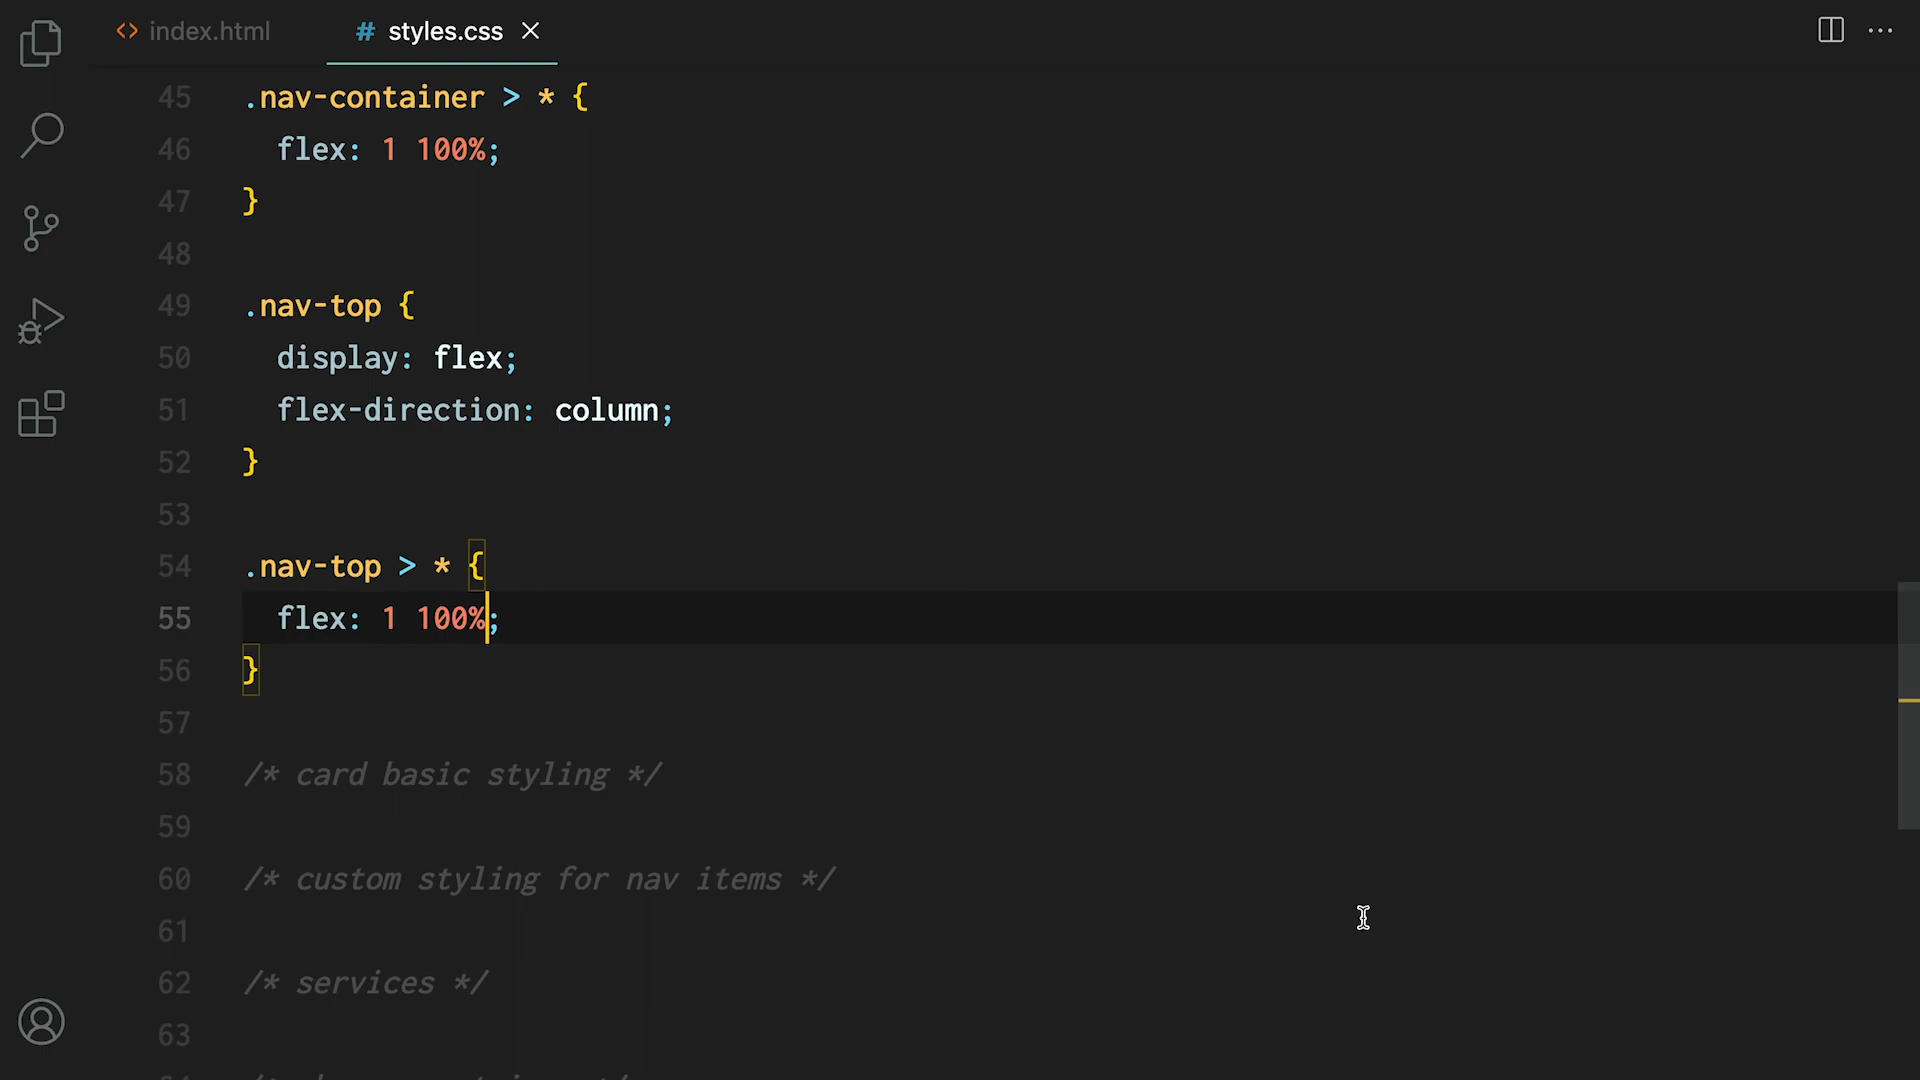 index.html
# styles.css
45 .nav-container > * {
46 flex: 1 100%;
47 }
48
49 .nav-top {
50 display: flex;
51 flex-direction: column;
52 }
53
54 .nav-top > * {
55 flex: 1 100%;
56 }
57
58 /* card basic styling */
59
60 /* custom styling for nav items */
61
62 /* services */
63